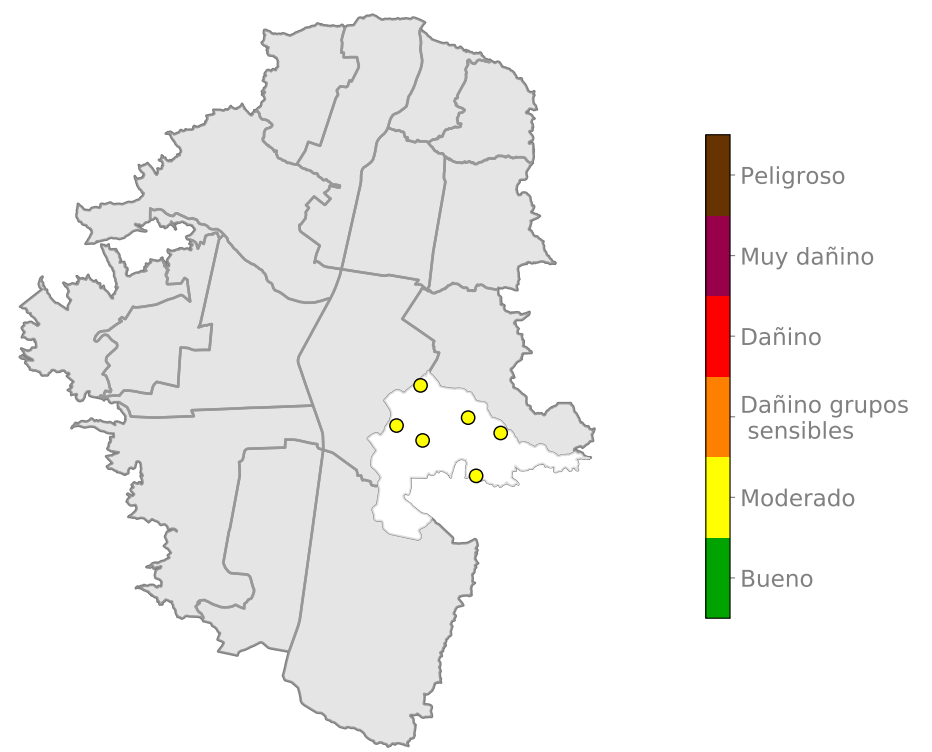 Peligroso
Muy dañino
Dañino
Dañino grupos
sensibles
Moderado
Bueno